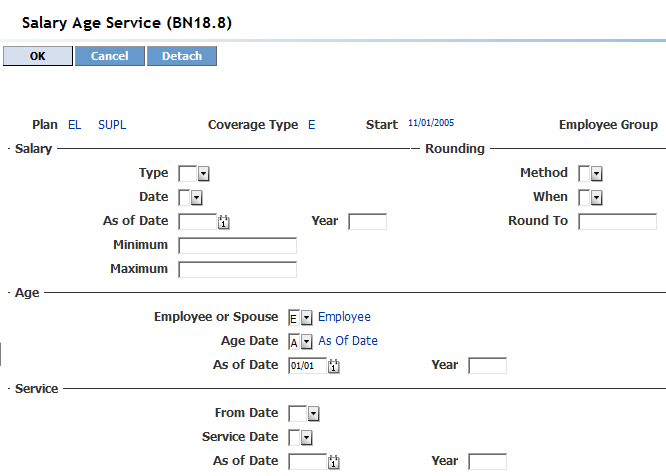 Salary Age Service (BN18.8)
OK Cancel Detach
Plan EL SUPL Coverage Type E Start 11/01/2005 Employee Group
Salary Rounding
Type Method
Date When
As of Date Year Round To
Minimum
Maximum
Age
Employee or Spouse E Employee
Age Date A As Of Date
As of Date 01/01 Year
Service
From Date
Service Date
As of Date Year